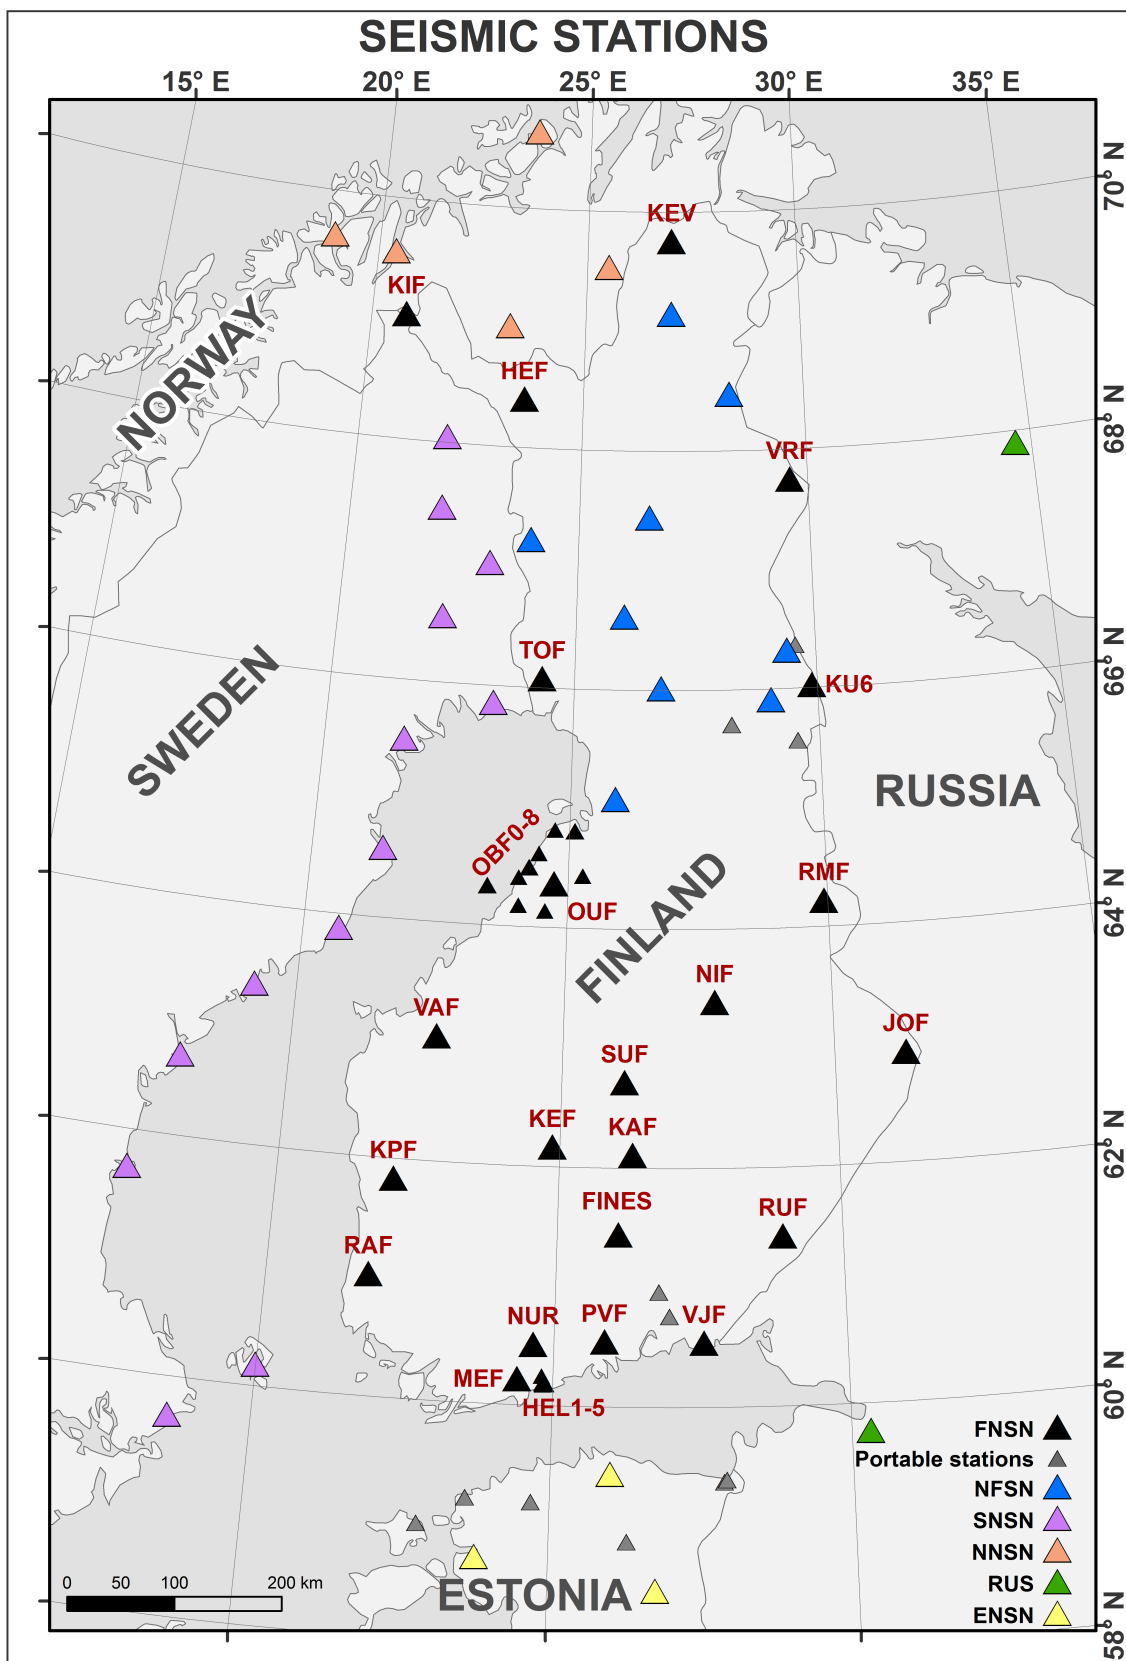 SEISMIC STATIONS
15° E
20° E
25° E
30° E
35° E
70° N
KEV
KIF
NORWAY
HEF
68° N
VRF
66° N
TOF
KU6
SWEDEN
RUSSIA
OBF0-8
RMF
64° N
OUF
FINLAND
NIF
VAF
JOF
SUF
KEF
KAF
62° N
KPF
FINES
RUF
RAF
NUR
PVF
VJF
MEF
60° N
HEL1-5
FNSN
Portable stations
NFSN
SNSN
NNSN
RUS
ENSN
0 50 100 200 km
ESTONIA
58° N